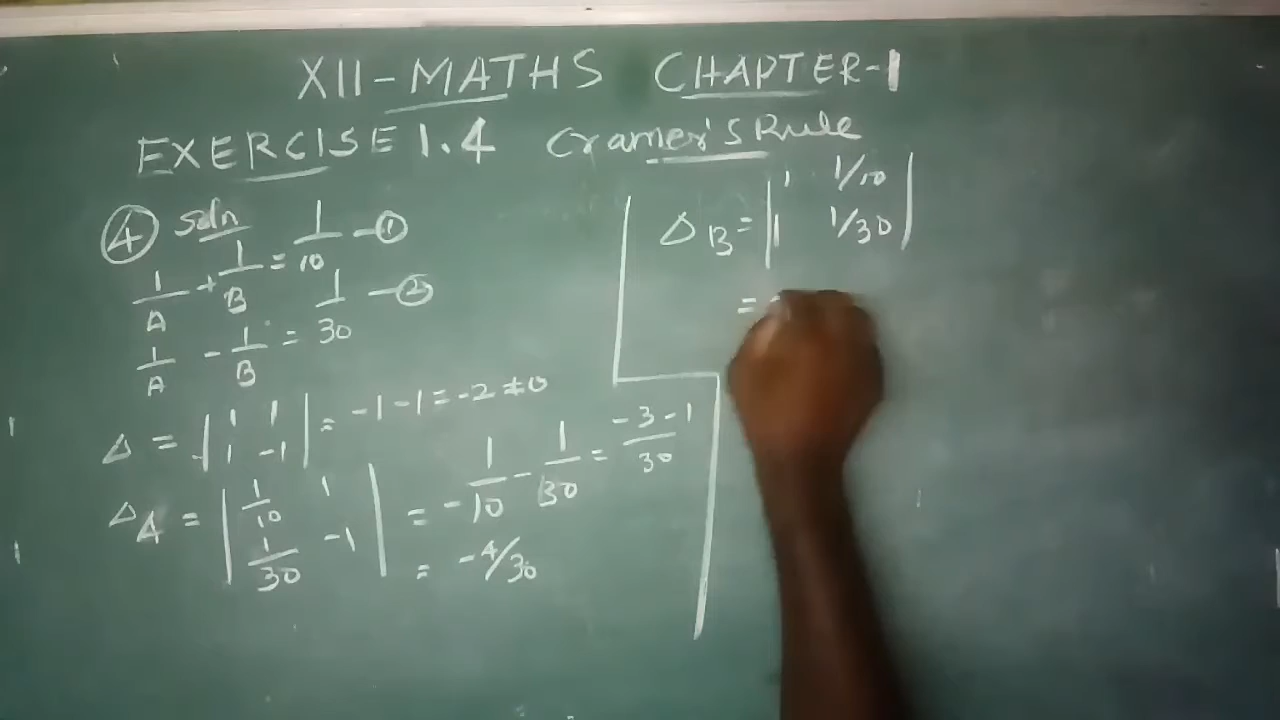 XII-MATHS CHAPTER-1
EXERCISE 1.4 Cramer's Rule
④ Soln
1/A + 1/B = 1/10 —①
1/A - 1/B = 1/30 —②
Δ = |1 1; 1 -1| = -1-1 = -2 ≠ 0
ΔA = |1/10 1; 1/30 -1| = -1/10 - 1/30 = (-3-1)/30
= -4/30
ΔB = |1 1/10; 1 1/30|
=